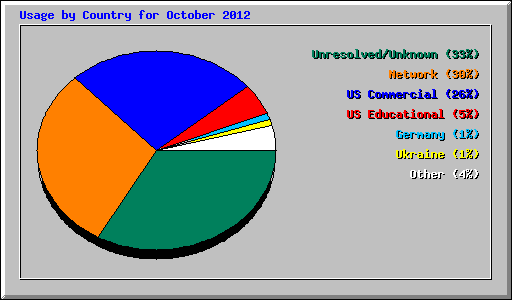 Usage by Country for October 2012
Unresolved/Unknown (33%)
Network (30%)
US Commercial (26%)
US Educational (5%)
Germany (1%)
Ukraine (1%)
Other (4%)